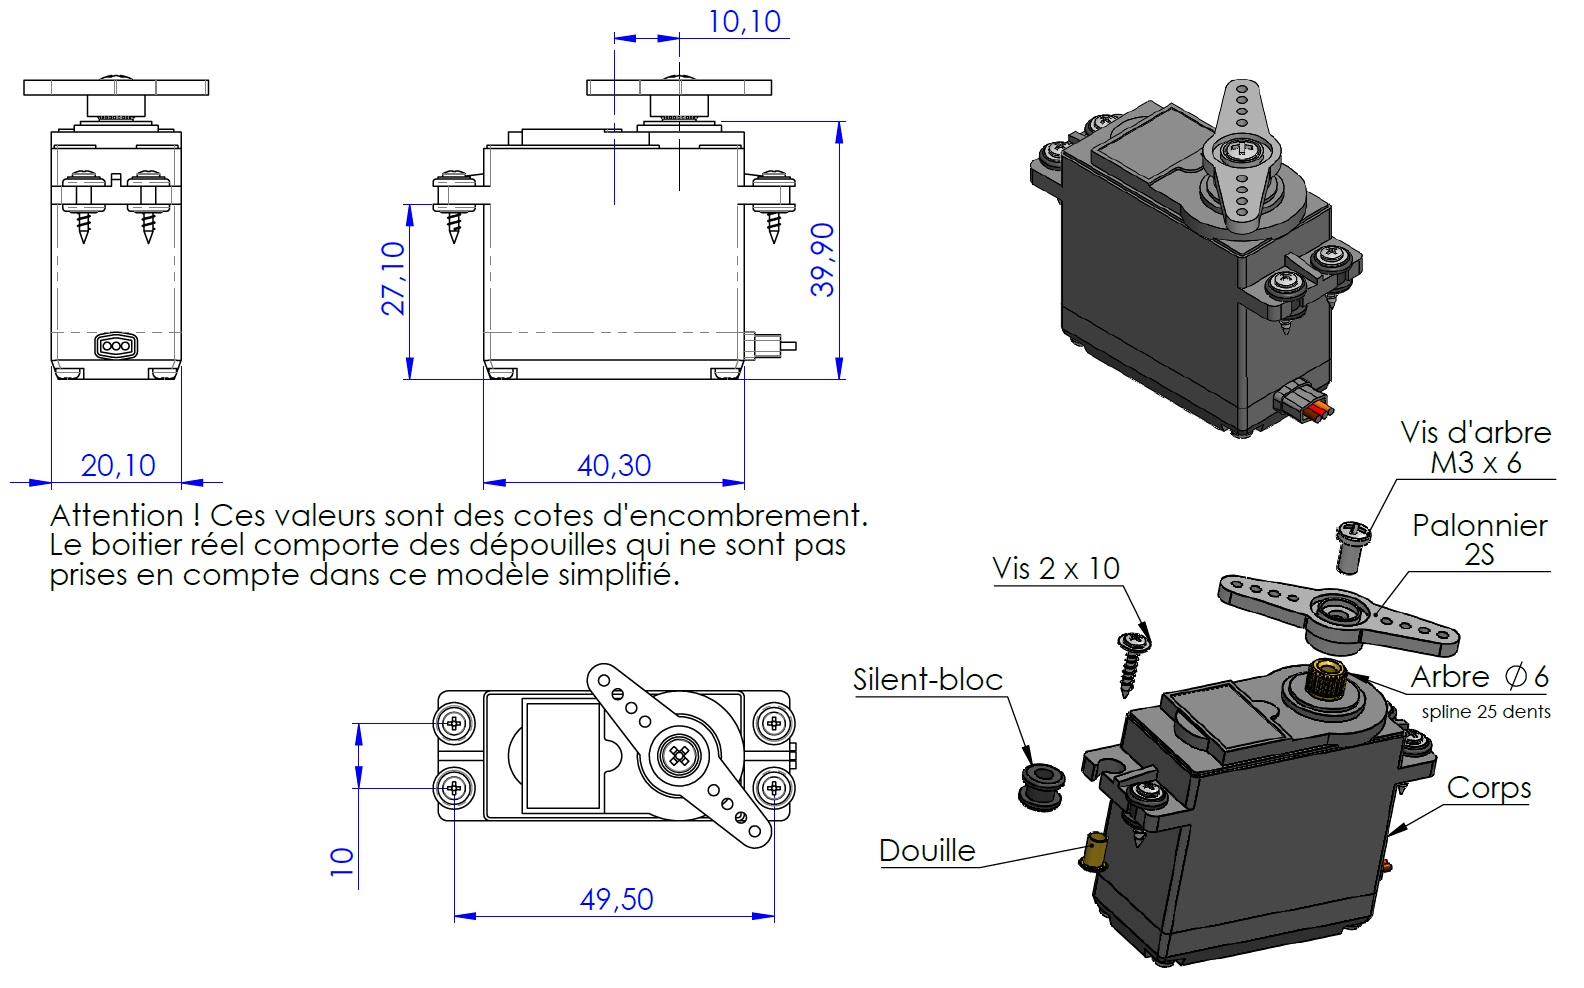 10,10
27,10
39,90
20,10
40,30
Attention ! Ces valeurs sont des cotes d'encombrement.
Le boitier réel comporte des dépouilles qui ne sont pas
prises en compte dans ce modèle simplifié.
10
49,50
Vis d'arbre
M3 x 6
Palonnier
2S
Vis 2 x 10
Silent-bloc
Arbre ∅ 6
spline 25 dents
Corps
Douille